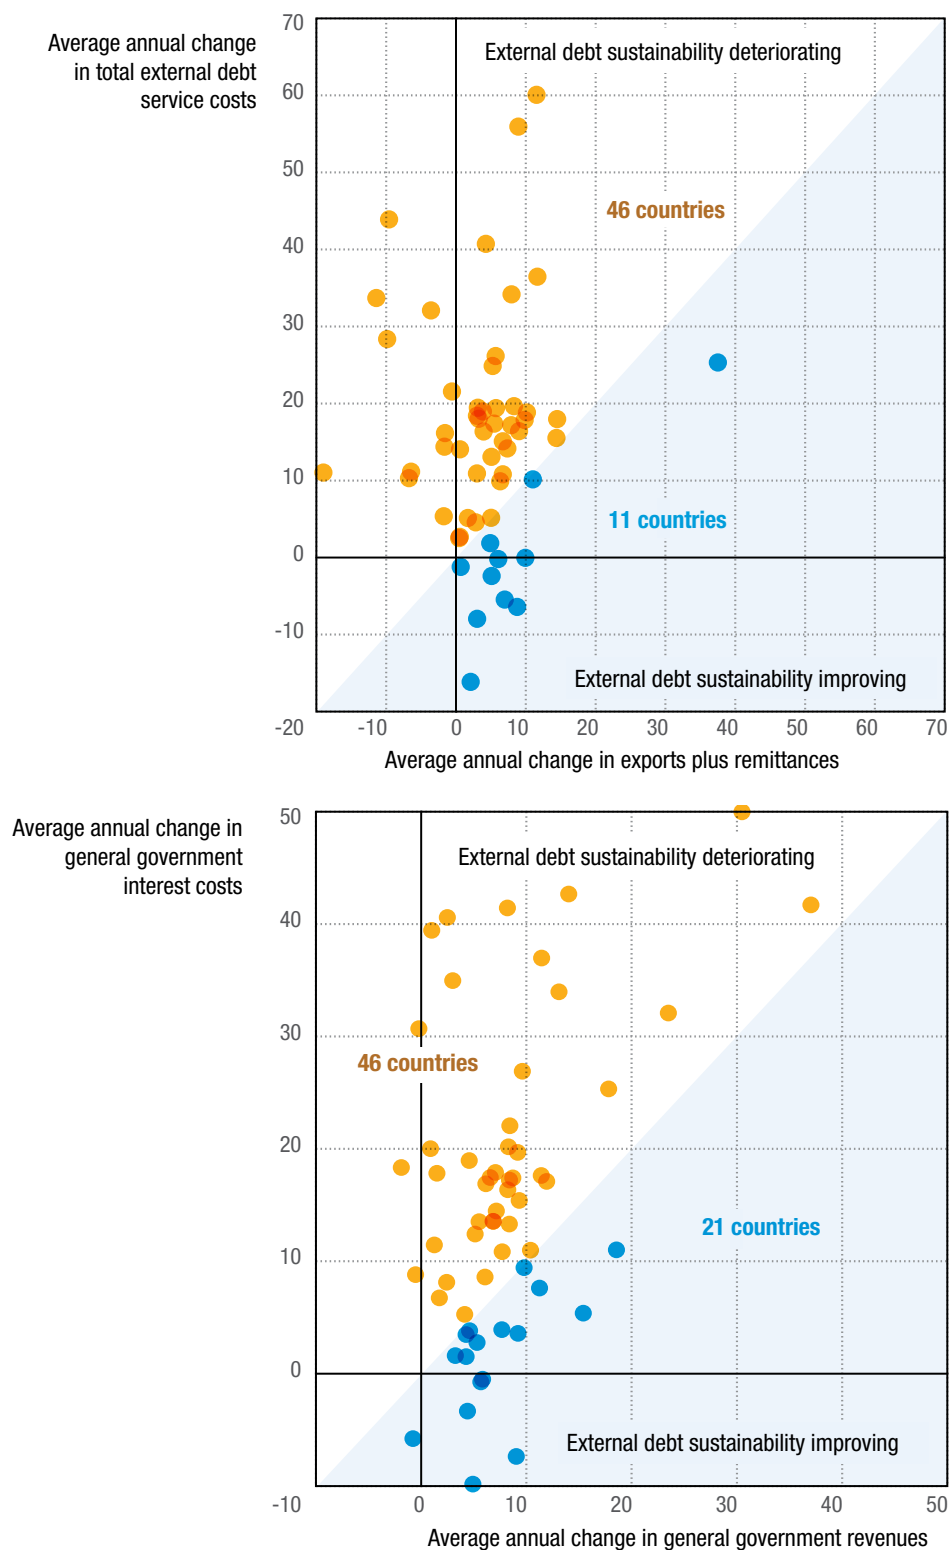 Average annual change
in total external debt
service costs
70
60
50
40
30
20
10
0
-10
External debt sustainability deteriorating
46 countries
11 countries
External debt sustainability improving
-20 -10 0 10 20 30 40 50 60 70
Average annual change in exports plus remittances
Average annual change in
general government
interest costs
50
40
30
20
10
0
External debt sustainability deteriorating
46 countries
21 countries
External debt sustainability improving
-10 0 10 20 30 40 50
Average annual change in general government revenues